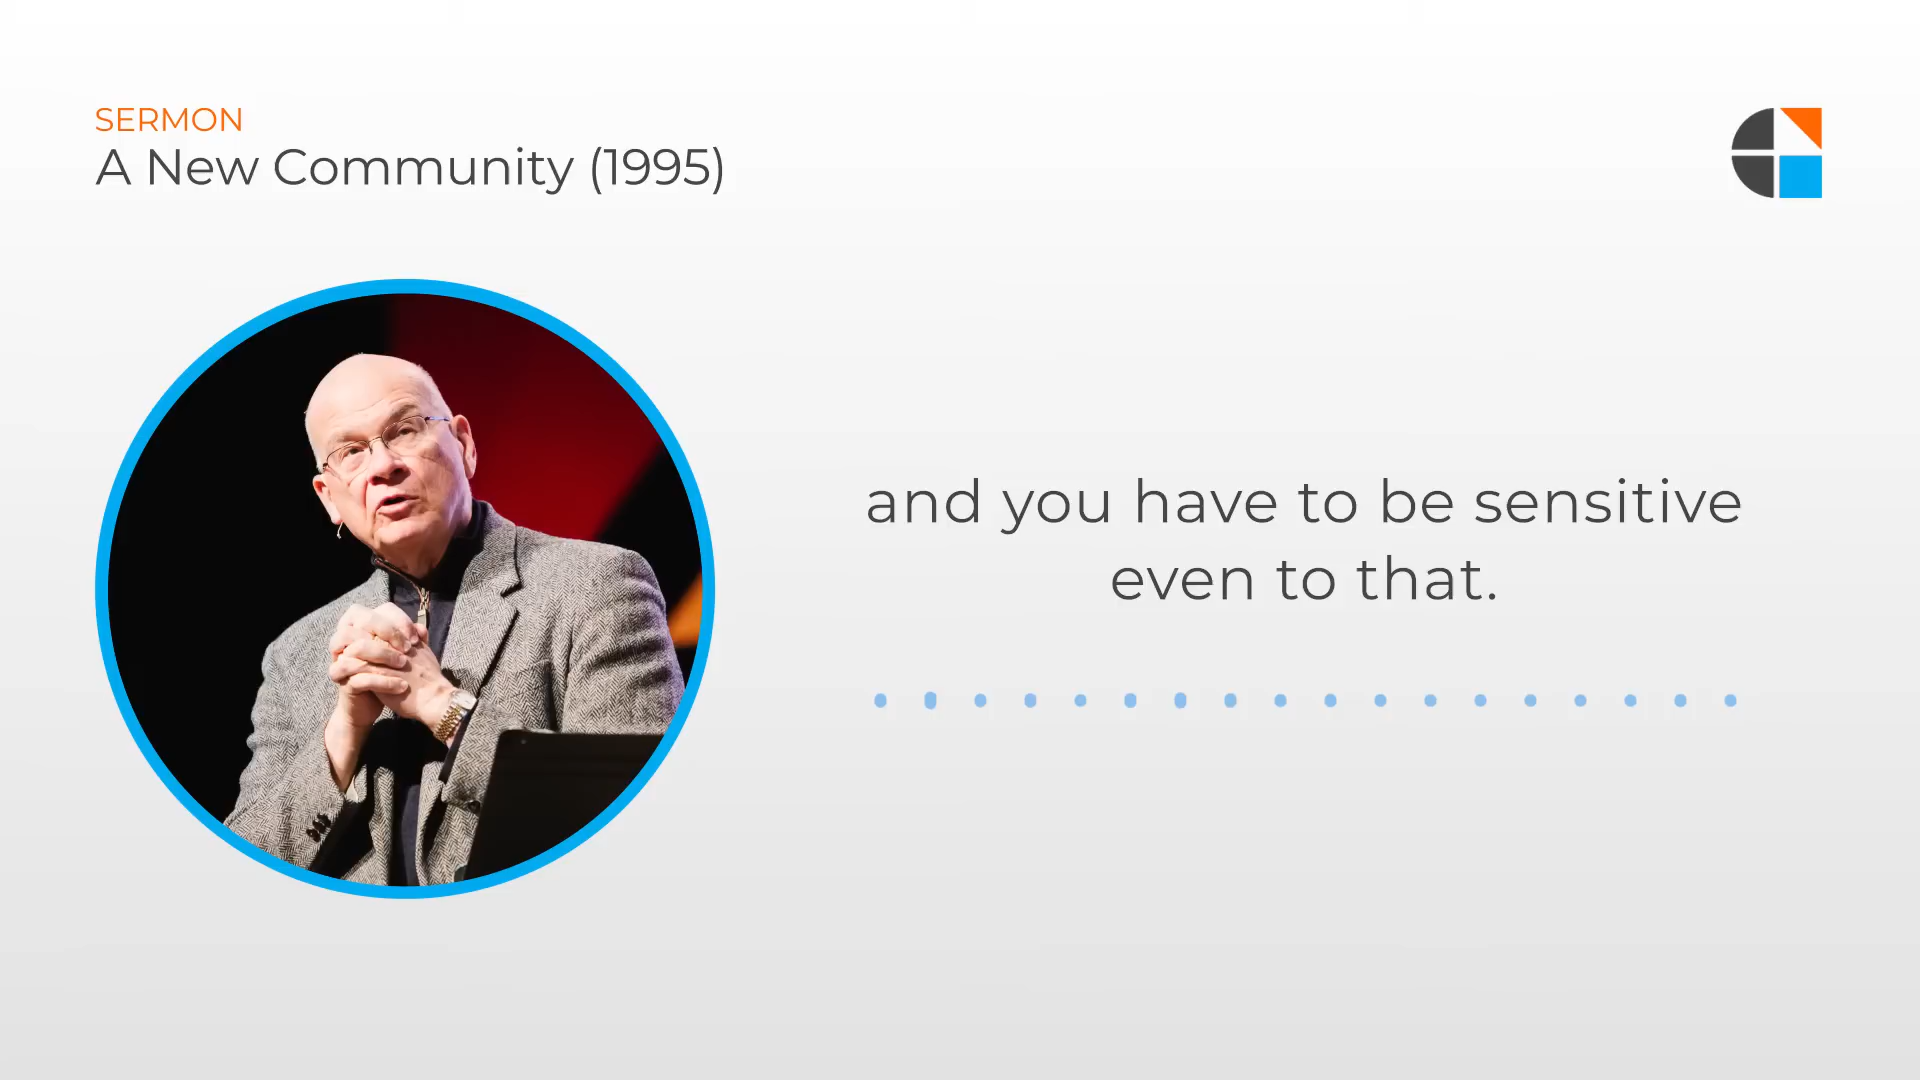 SERMON
A New Community (1995)
and you have to be sensitive
even to that.